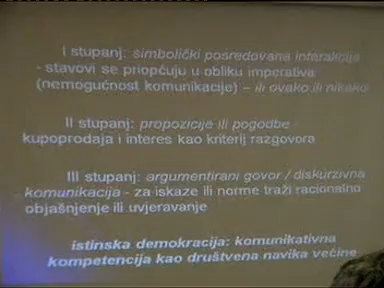 I stupanj: simbolički posredovana interakcija
- stavovi se priopćuju u obliku imperativa
(nemogućnost komunikacije) – ili ovako ili nikako
II stupanj: propozicije ili pogodbe -
kupoprodaja i interes kao kriterij razgovora
III stupanj: argumentirani govor / diskurzivna
komunikacija - za iskaze ili norme traži racionalno
objašnjenje ili uvjeravanje
istinska demokracija: komunikativna
kompetencija kao društvena navika većine